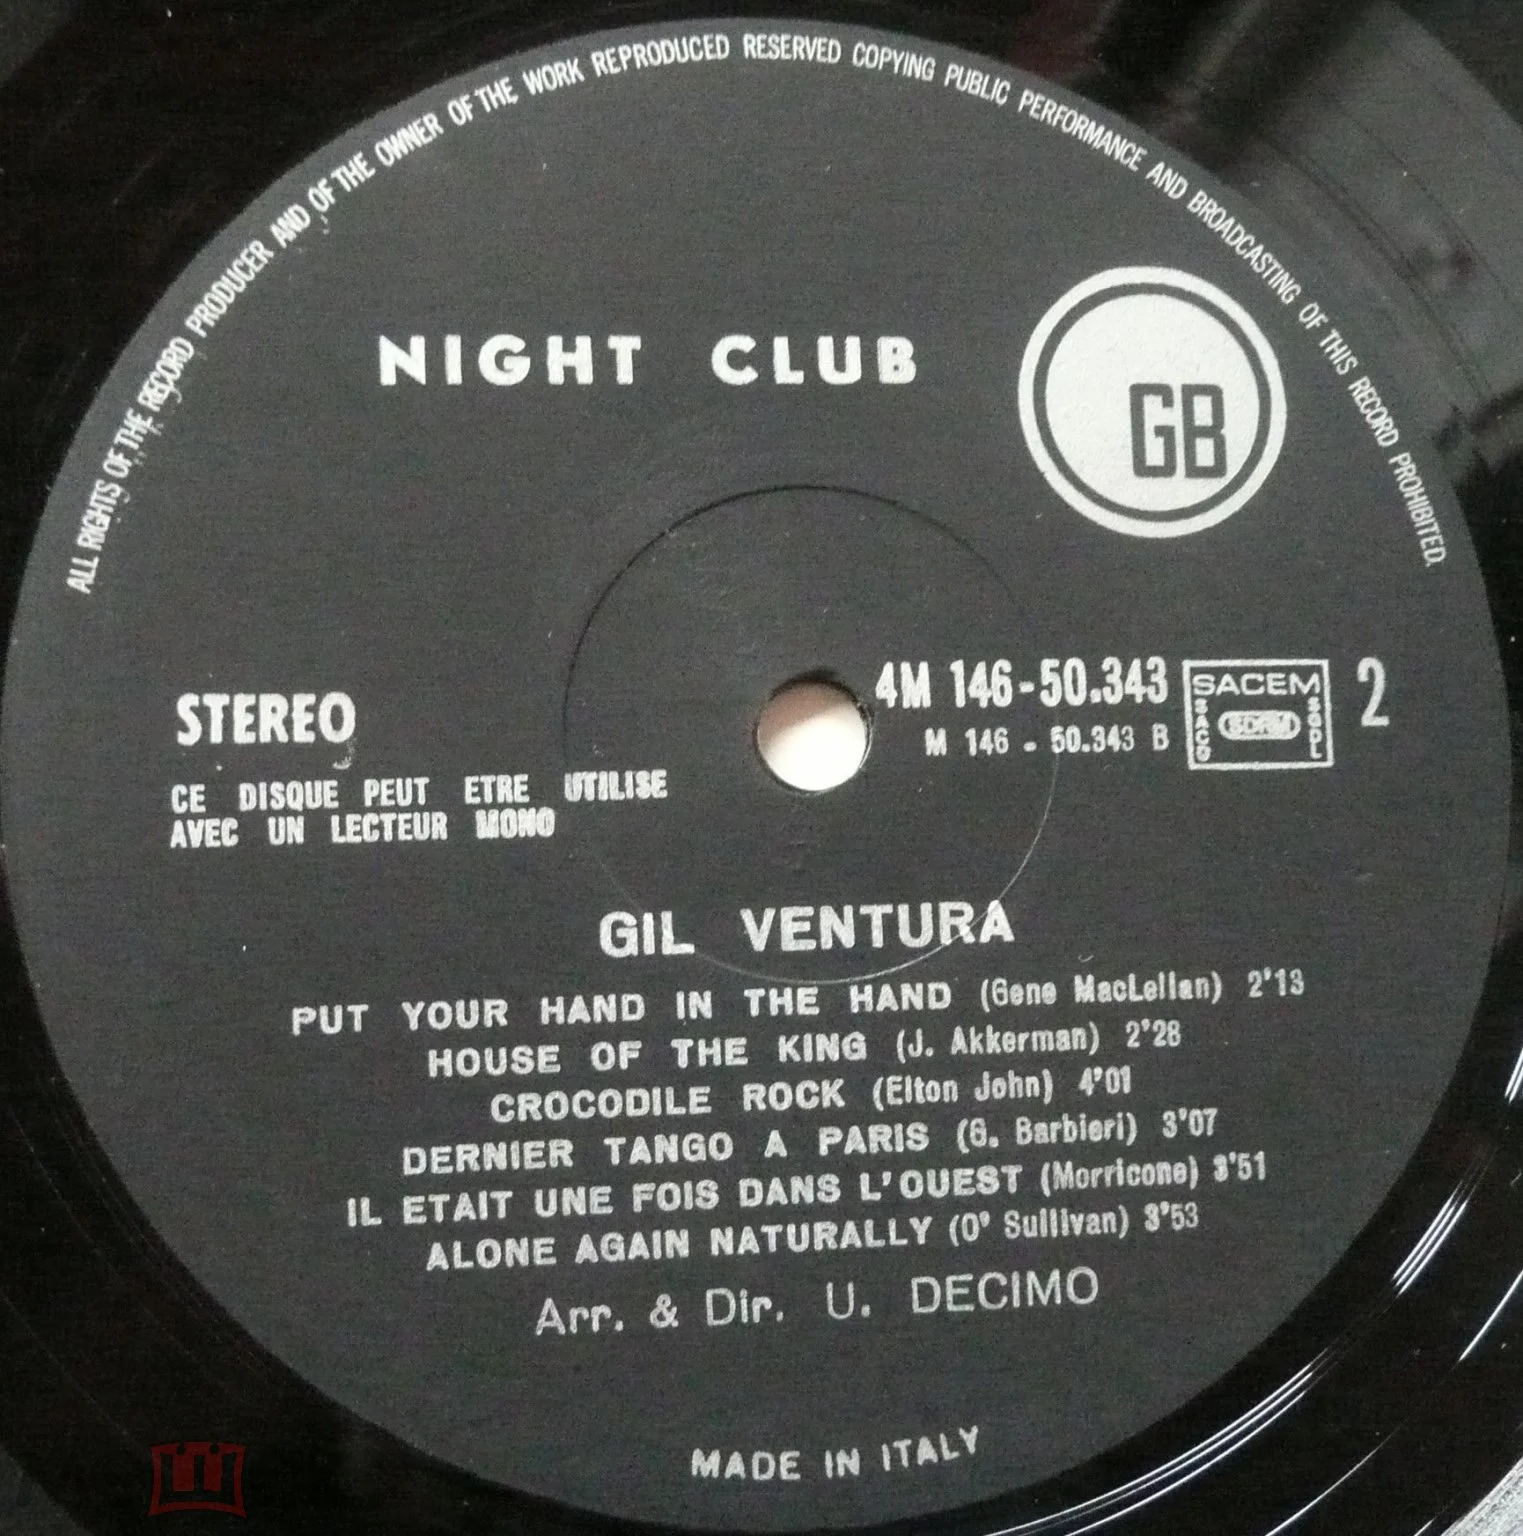 ALL RIGHTS OF THE RECORD PRODUCER AND OF THE OWNER OF THE WORK REPRODUCED RESERVED COPYING PUBLIC PERFORMANCE AND BROADCASTING OF THIS RECORD PROHIBITED.
NIGHT CLUB
GB
STEREO
CE DISQUE PEUT ETRE UTILISE
AVEC UN LECTEUR MONO
4M 146-50.343
M 146 - 50.343 B
SACEM
SACD
SDRM
SGDL
2
GIL VENTURA
PUT YOUR HAND IN THE HAND (Gene MacLellan) 2'13
HOUSE OF THE KING (J. Akkerman) 2'28
CROCODILE ROCK (Elton John) 4'01
DERNIER TANGO A PARIS (G. Barbieri) 3'07
IL ETAIT UNE FOIS DANS L'OUEST (Morricone) 3'51
ALONE AGAIN NATURALLY (O' Sullivan) 3'53
Arr. & Dir. U. DECIMO
MADE IN ITALY